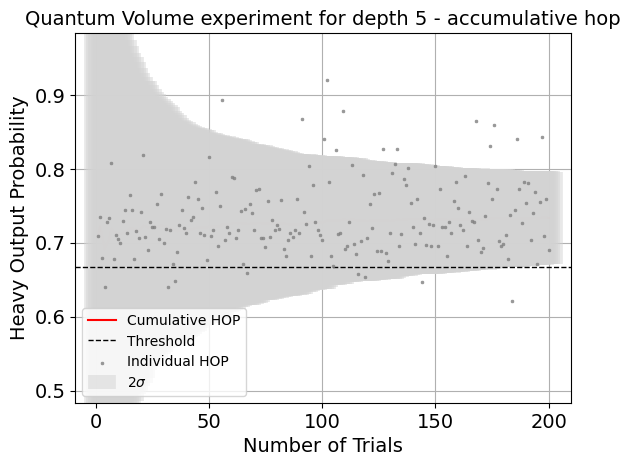 Quantum Volume experiment for depth 5 - accumulative hop
Heavy Output Probability
0.9
0.8
0.7
0.6
0.5
Cumulative HOP
Threshold
Individual HOP
2σ
0 50 100 150 200
Number of Trials